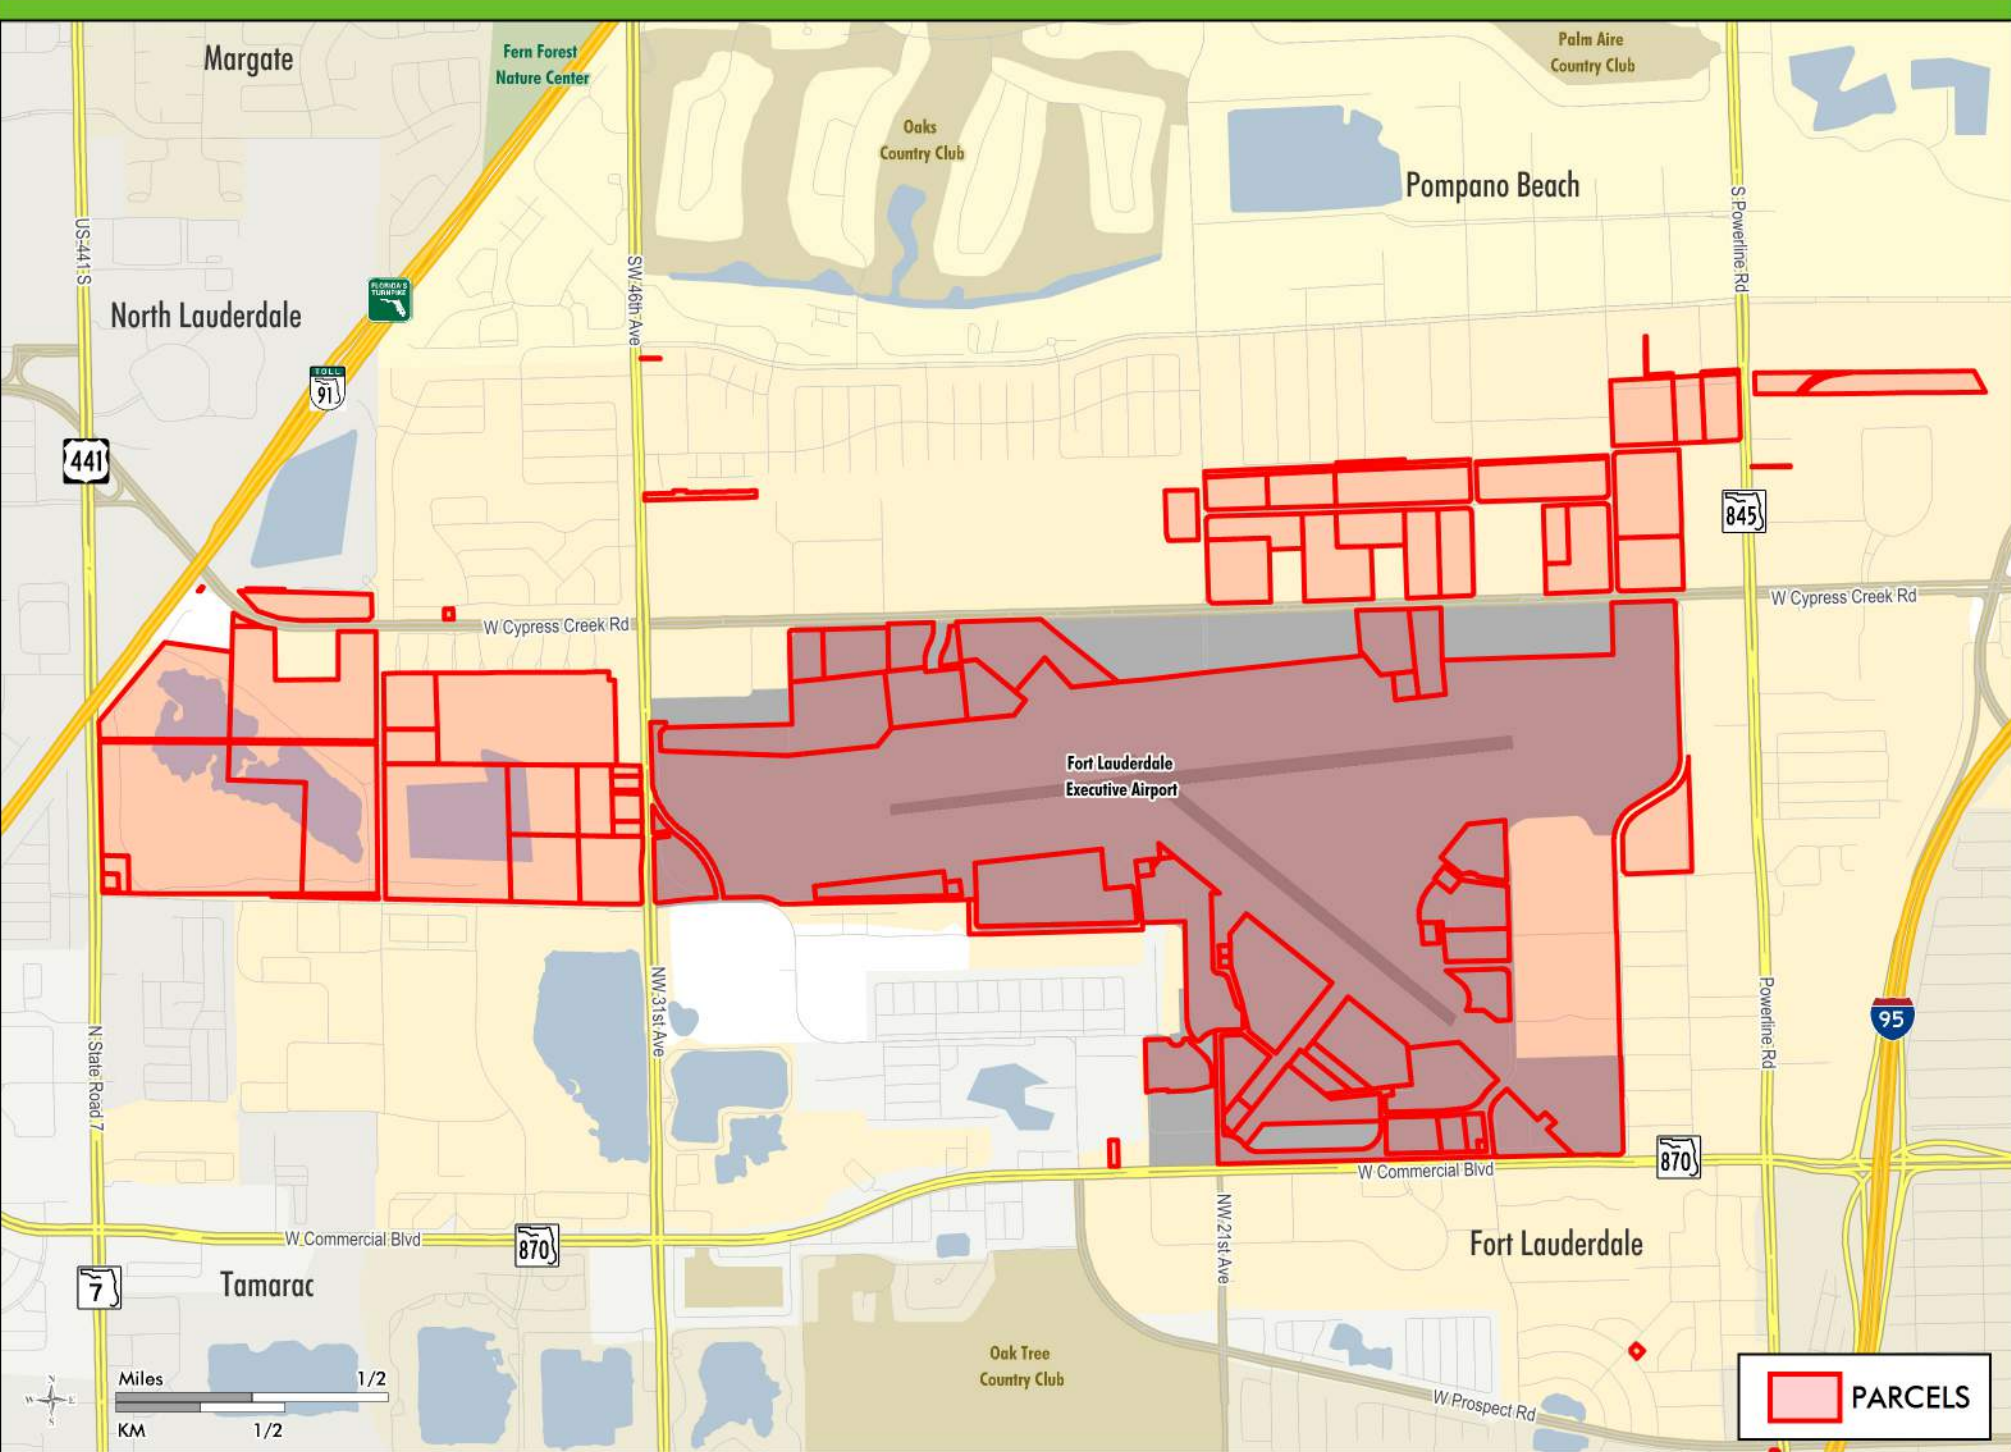 Margate
Fern Forest
Nature Center
Palm Aire
Country Club
Oaks
Country Club
Pompano Beach
US-441 S
SW 46th Ave
S Powerline Rd
FLORIDA'S
TURNPIKE
North Lauderdale
TOLL
91
441
845
W Cypress Creek Rd
W Cypress Creek Rd
Fort Lauderdale
Executive Airport
NW 31st Ave
Powerline Rd
95
N State Road 7
870
W Commercial Blvd
NW 21st Ave
W Commercial Blvd
870
Fort Lauderdale
7
Tamarac
Oak Tree
Country Club
N
W E
S
Miles 1/2
KM 1/2
W Prospect Rd
PARCELS